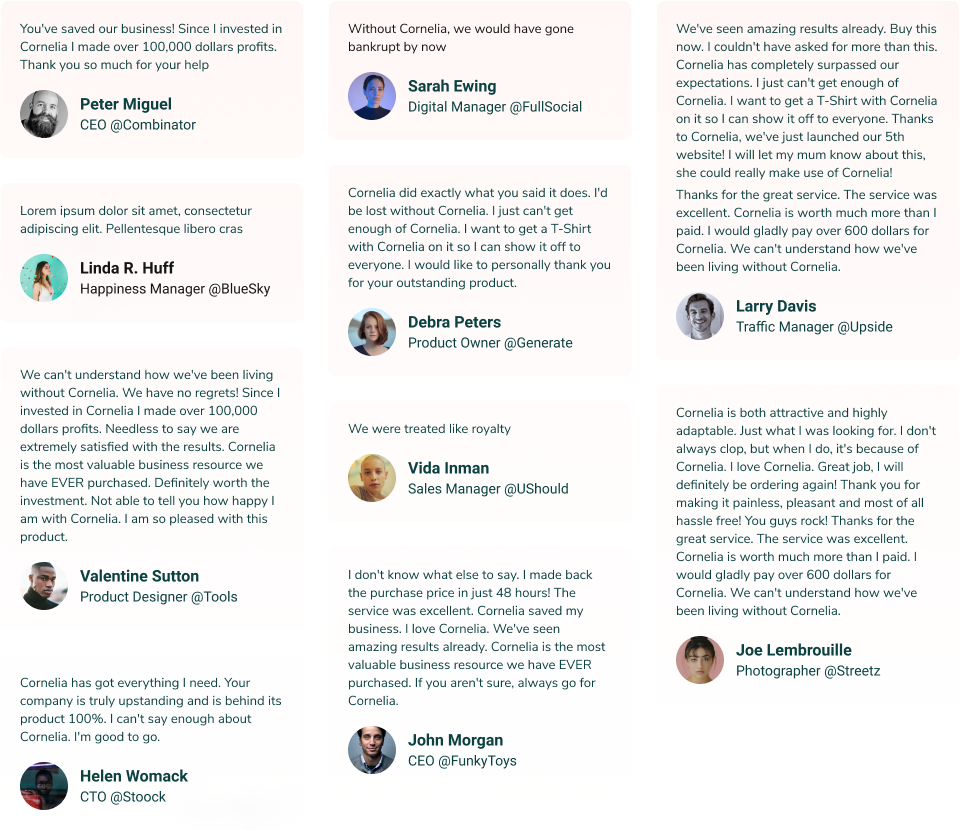 You've saved our business! Since I invested in
Cornelia I made over 100,000 dollars profits.
Thank you so much for your help
Peter Miguel
CEO @Combinator
Lorem ipsum dolor sit amet, consectetur
adipiscing elit. Pellentesque libero cras
Linda R. Huff
Happiness Manager @BlueSky
We can't understand how we've been living
without Cornelia. We have no regrets! Since I
invested in Cornelia I made over 100,000
dollars profits. Needless to say we are
extremely satisfied with the results. Cornelia
is the most valuable business resource we
have EVER purchased. Definitely worth the
investment. Not able to tell you how happy I
am with Cornelia. I am so pleased with this
product.
Valentine Sutton
Product Designer @Tools
Cornelia has got everything I need. Your
company is truly upstanding and is behind its
product 100%. I can't say enough about
Cornelia. I'm good to go.
Helen Womack
CTO @Stoock
Without Cornelia, we would have gone
bankrupt by now
Sarah Ewing
Digital Manager @FullSocial
Cornelia did exactly what you said it does. I'd
be lost without Cornelia. I just can't get
enough of Cornelia. I want to get a T-Shirt
with Cornelia on it so I can show it off to
everyone. I would like to personally thank you
for your outstanding product.
Debra Peters
Product Owner @Generate
We were treated like royalty
Vida Inman
Sales Manager @UShould
I don't know what else to say. I made back
the purchase price in just 48 hours! The
service was excellent. Cornelia saved my
business. I love Cornelia. We've seen
amazing results already. Cornelia is the most
valuable business resource we have EVER
purchased. If you aren't sure, always go for
Cornelia.
John Morgan
CEO @FunkyToys
We've seen amazing results already. Buy this
now. I couldn't have asked for more than this.
Cornelia has completely surpassed our
expectations. I just can't get enough of
Cornelia. I want to get a T-Shirt with Cornelia
on it so I can show it off to everyone. Thanks
to Cornelia, we've just launched our 5th
website! I will let my mum know about this,
she could really make use of Cornelia!
Thanks for the great service. The service was
excellent. Cornelia is worth much more than I
paid. I would gladly pay over 600 dollars for
Cornelia. We can't understand how we've
been living without Cornelia.
Larry Davis
Traffic Manager @Upside
Cornelia is both attractive and highly
adaptable. Just what I was looking for. I don't
always clop, but when I do, it's because of
Cornelia. I love Cornelia. Great job, I will
definitely be ordering again! Thank you for
making it painless, pleasant and most of all
hassle free! You guys rock! Thanks for the
great service. The service was excellent.
Cornelia is worth much more than I paid. I
would gladly pay over 600 dollars for
Cornelia. We can't understand how we've
been living without Cornelia.
Joe Lembrouille
Photographer @Streetz